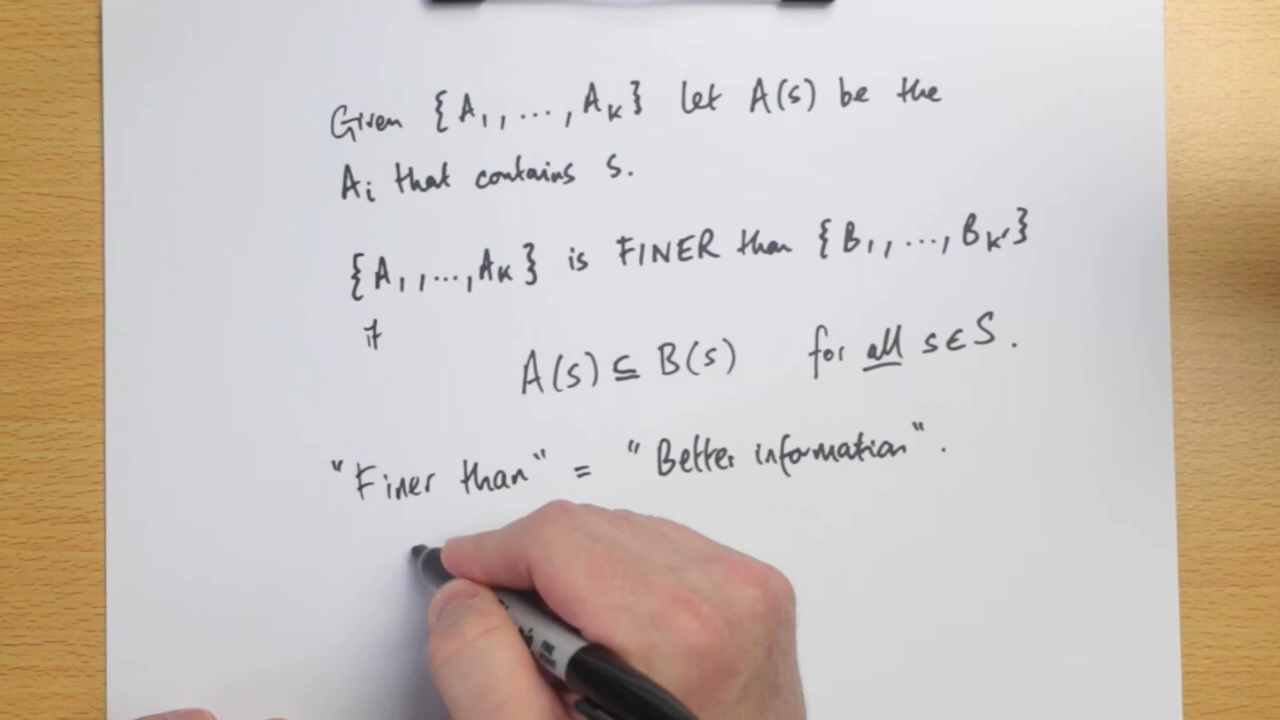 Given {A₁, ..., Aₖ} let A(s) be the
Aᵢ that contains s.
{A₁, ..., Aₖ} is FINER than {B₁, ..., Bₖ'}
if
A(s) ⊆ B(s) for all s ∈ S.
"Finer than" = "Better information".